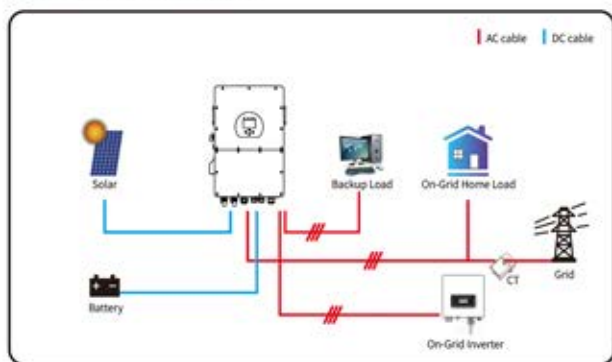 AC cable
DC cable
Solar
Backup Load
On-Grid Home Load
CT
Grid
Battery
On-Grid Inverter